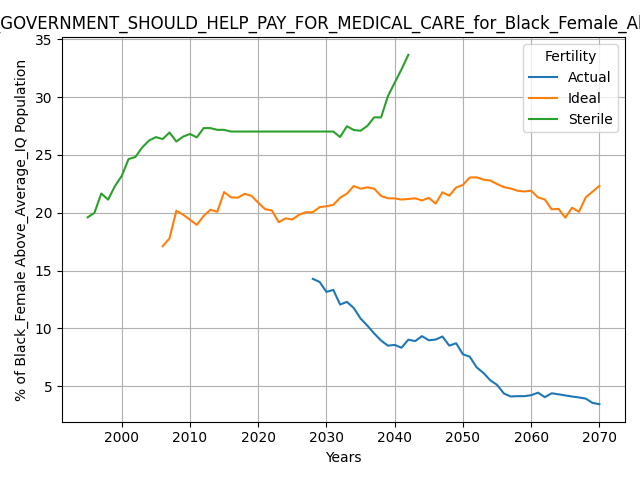 _GOVERNMENT_SHOULD_HELP_PAY_FOR_MEDICAL_CARE_for_Black_Female_A
35
30
25
20
15
10
5
% of Black_Female Above_Average_IQ Population
Fertility
Actual
Ideal
Sterile
2000 2010 2020 2030 2040 2050 2060 2070
Years